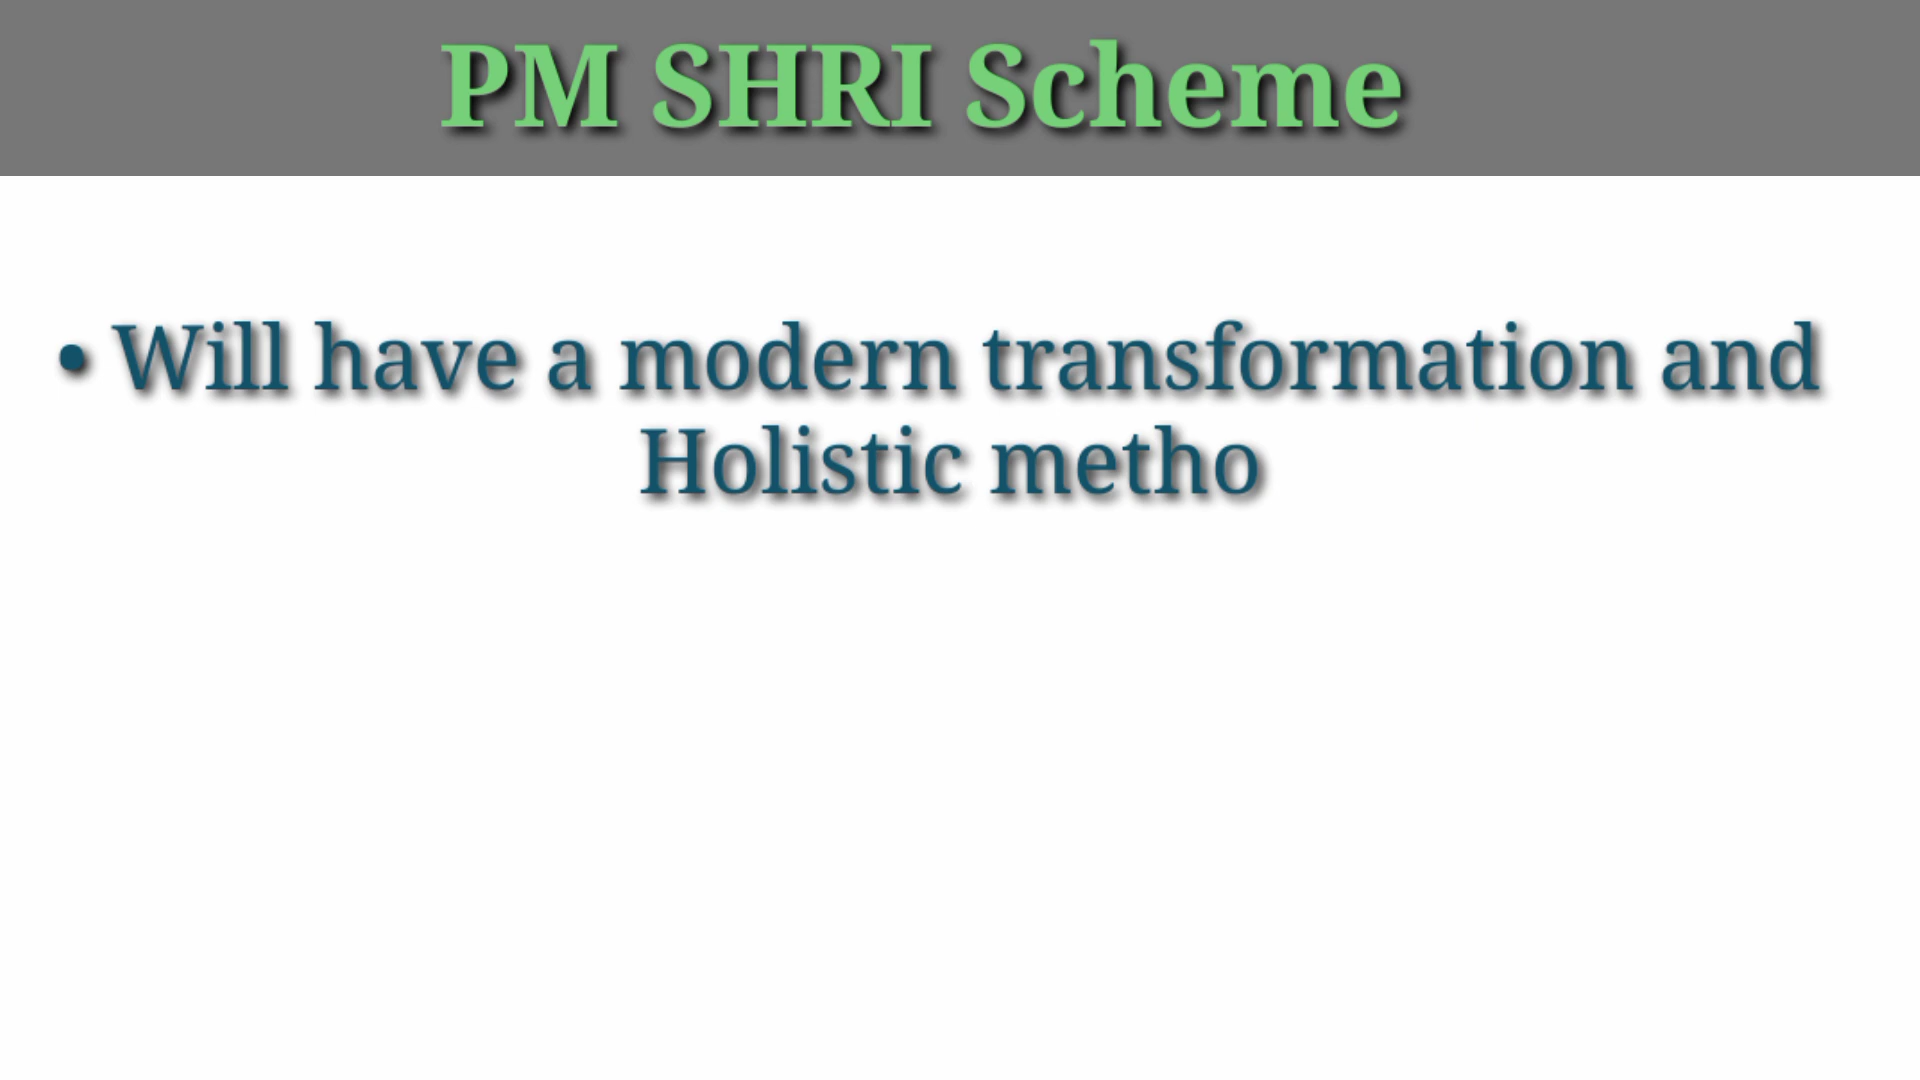 PM SHRI Scheme
• Will have a modern transformation and
Holistic metho